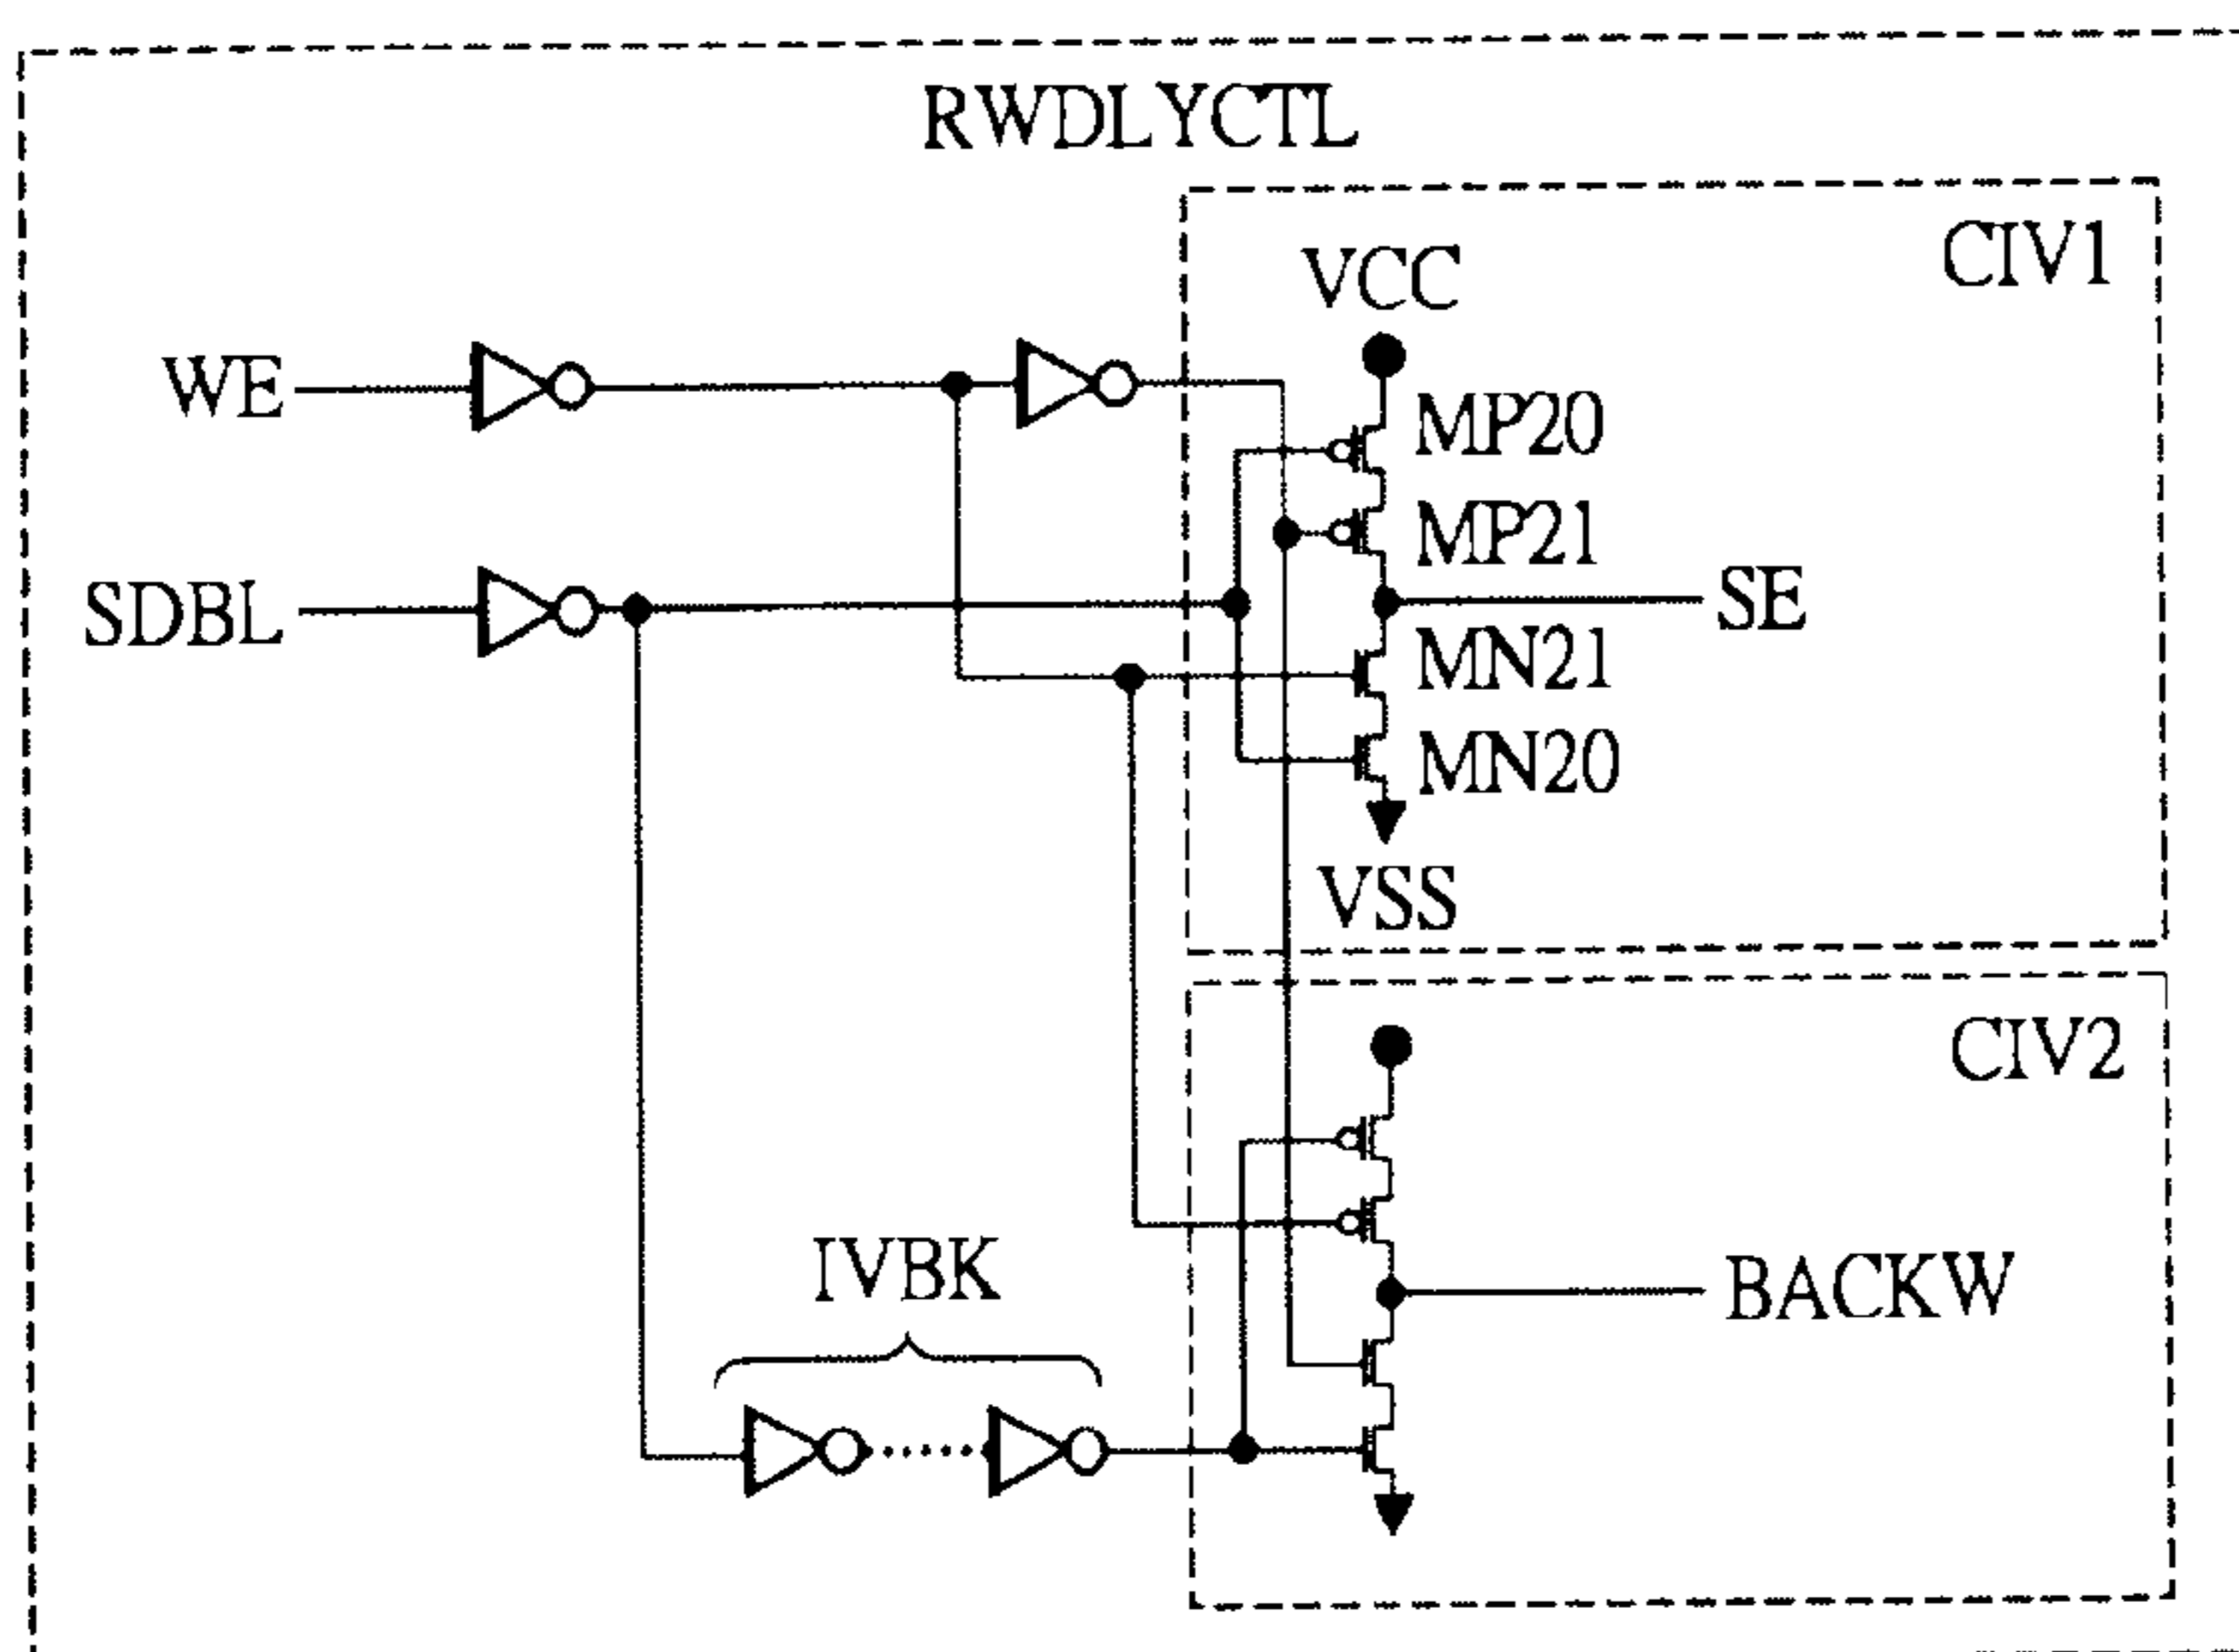 RWDLYCTL
CIV1
VCC
WE
MP20
MP21
SDBL
SE
MN21
MN20
VSS
CIV2
IVBK
BACKW